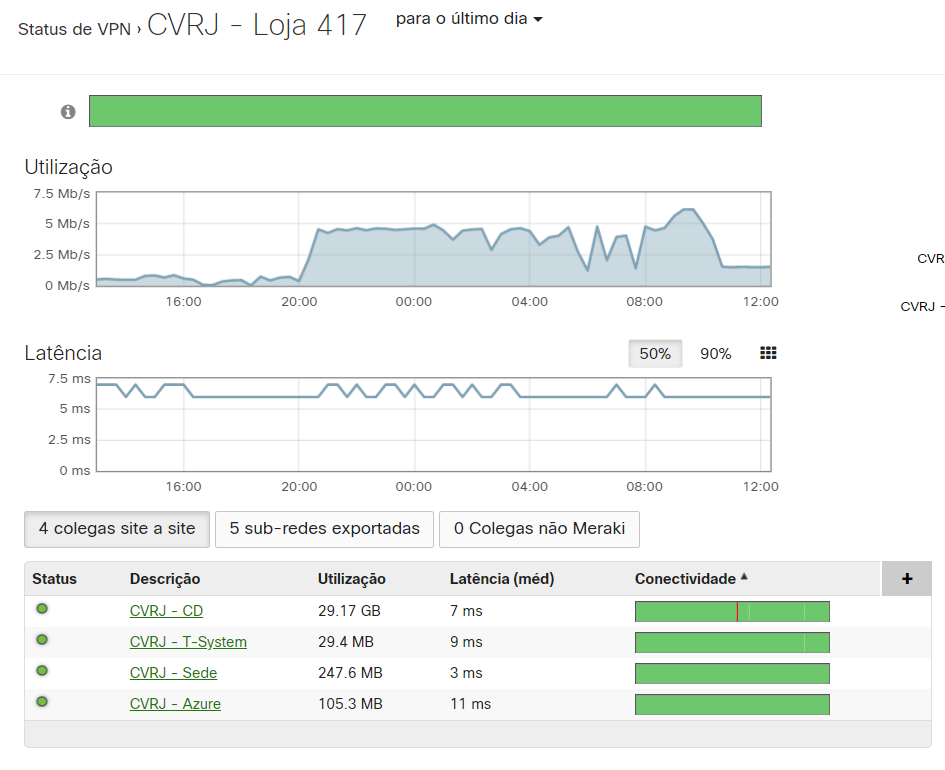 Status de VPN › CVRJ - Loja 417 para o último dia
Utilização
7.5 Mb/s
5 Mb/s
2.5 Mb/s
0 Mb/s
16:00 20:00 00:00 04:00 08:00 12:00
CVR
CVRJ -
Latência 50% 90%
7.5 ms
5 ms
2.5 ms
0 ms
16:00 20:00 00:00 04:00 08:00 12:00
4 colegas site a site 5 sub-redes exportadas 0 Colegas não Meraki
Status Descrição Utilização Latência (méd) Conectividade +
CVRJ - CD 29.17 GB 7 ms
CVRJ - T-System 29.4 MB 9 ms
CVRJ - Sede 247.6 MB 3 ms
CVRJ - Azure 105.3 MB 11 ms